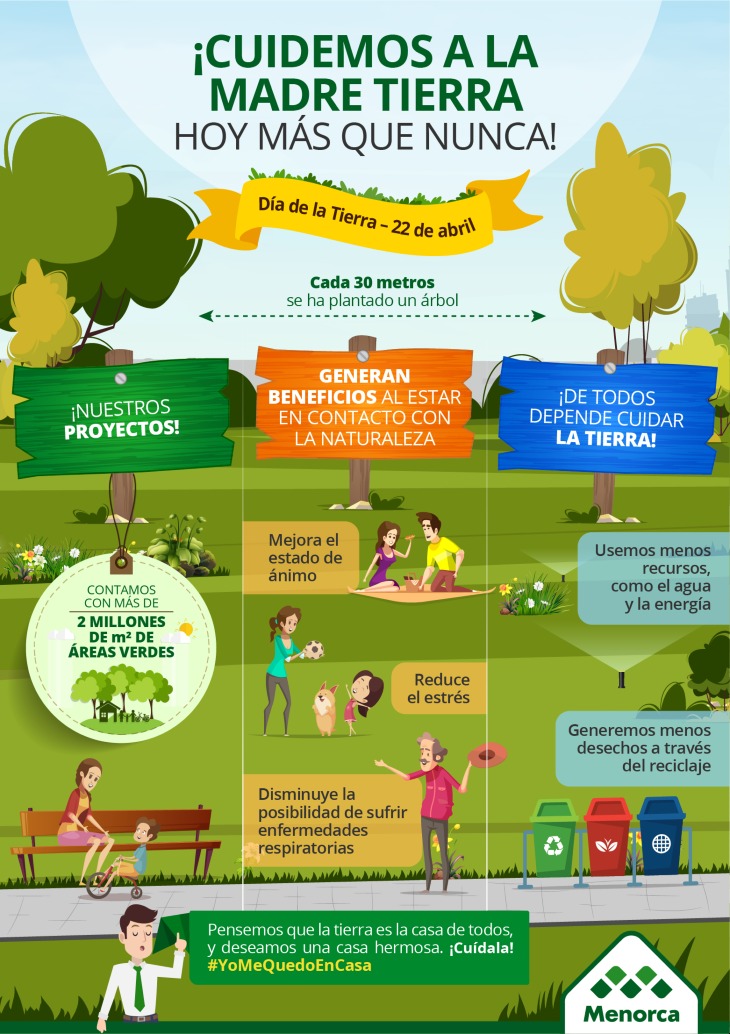 ¡CUIDEMOS A LA
MADRE TIERRA
HOY MÁS QUE NUNCA!
Día de la Tierra – 22 de abril
Cada 30 metros
se ha plantado un árbol
¡NUESTROS
PROYECTOS!
GENERAN
BENEFICIOS AL ESTAR
EN CONTACTO CON
LA NATURALEZA
¡DE TODOS
DEPENDE CUIDAR
LA TIERRA!
CONTAMOS
CON MÁS DE
2 MILLONES
DE m² DE
ÁREAS VERDES
Mejora el
estado de
ánimo
Reduce
el estrés
Disminuye la
posibilidad de sufrir
enfermedades
respiratorias
Usemos menos
recursos,
como el agua
y la energía
Generemos menos
desechos a través
del reciclaje
Pensemos que la tierra es la casa de todos,
y deseamos una casa hermosa. ¡Cuídala!
#YoMeQuedoEnCasa
Menorca